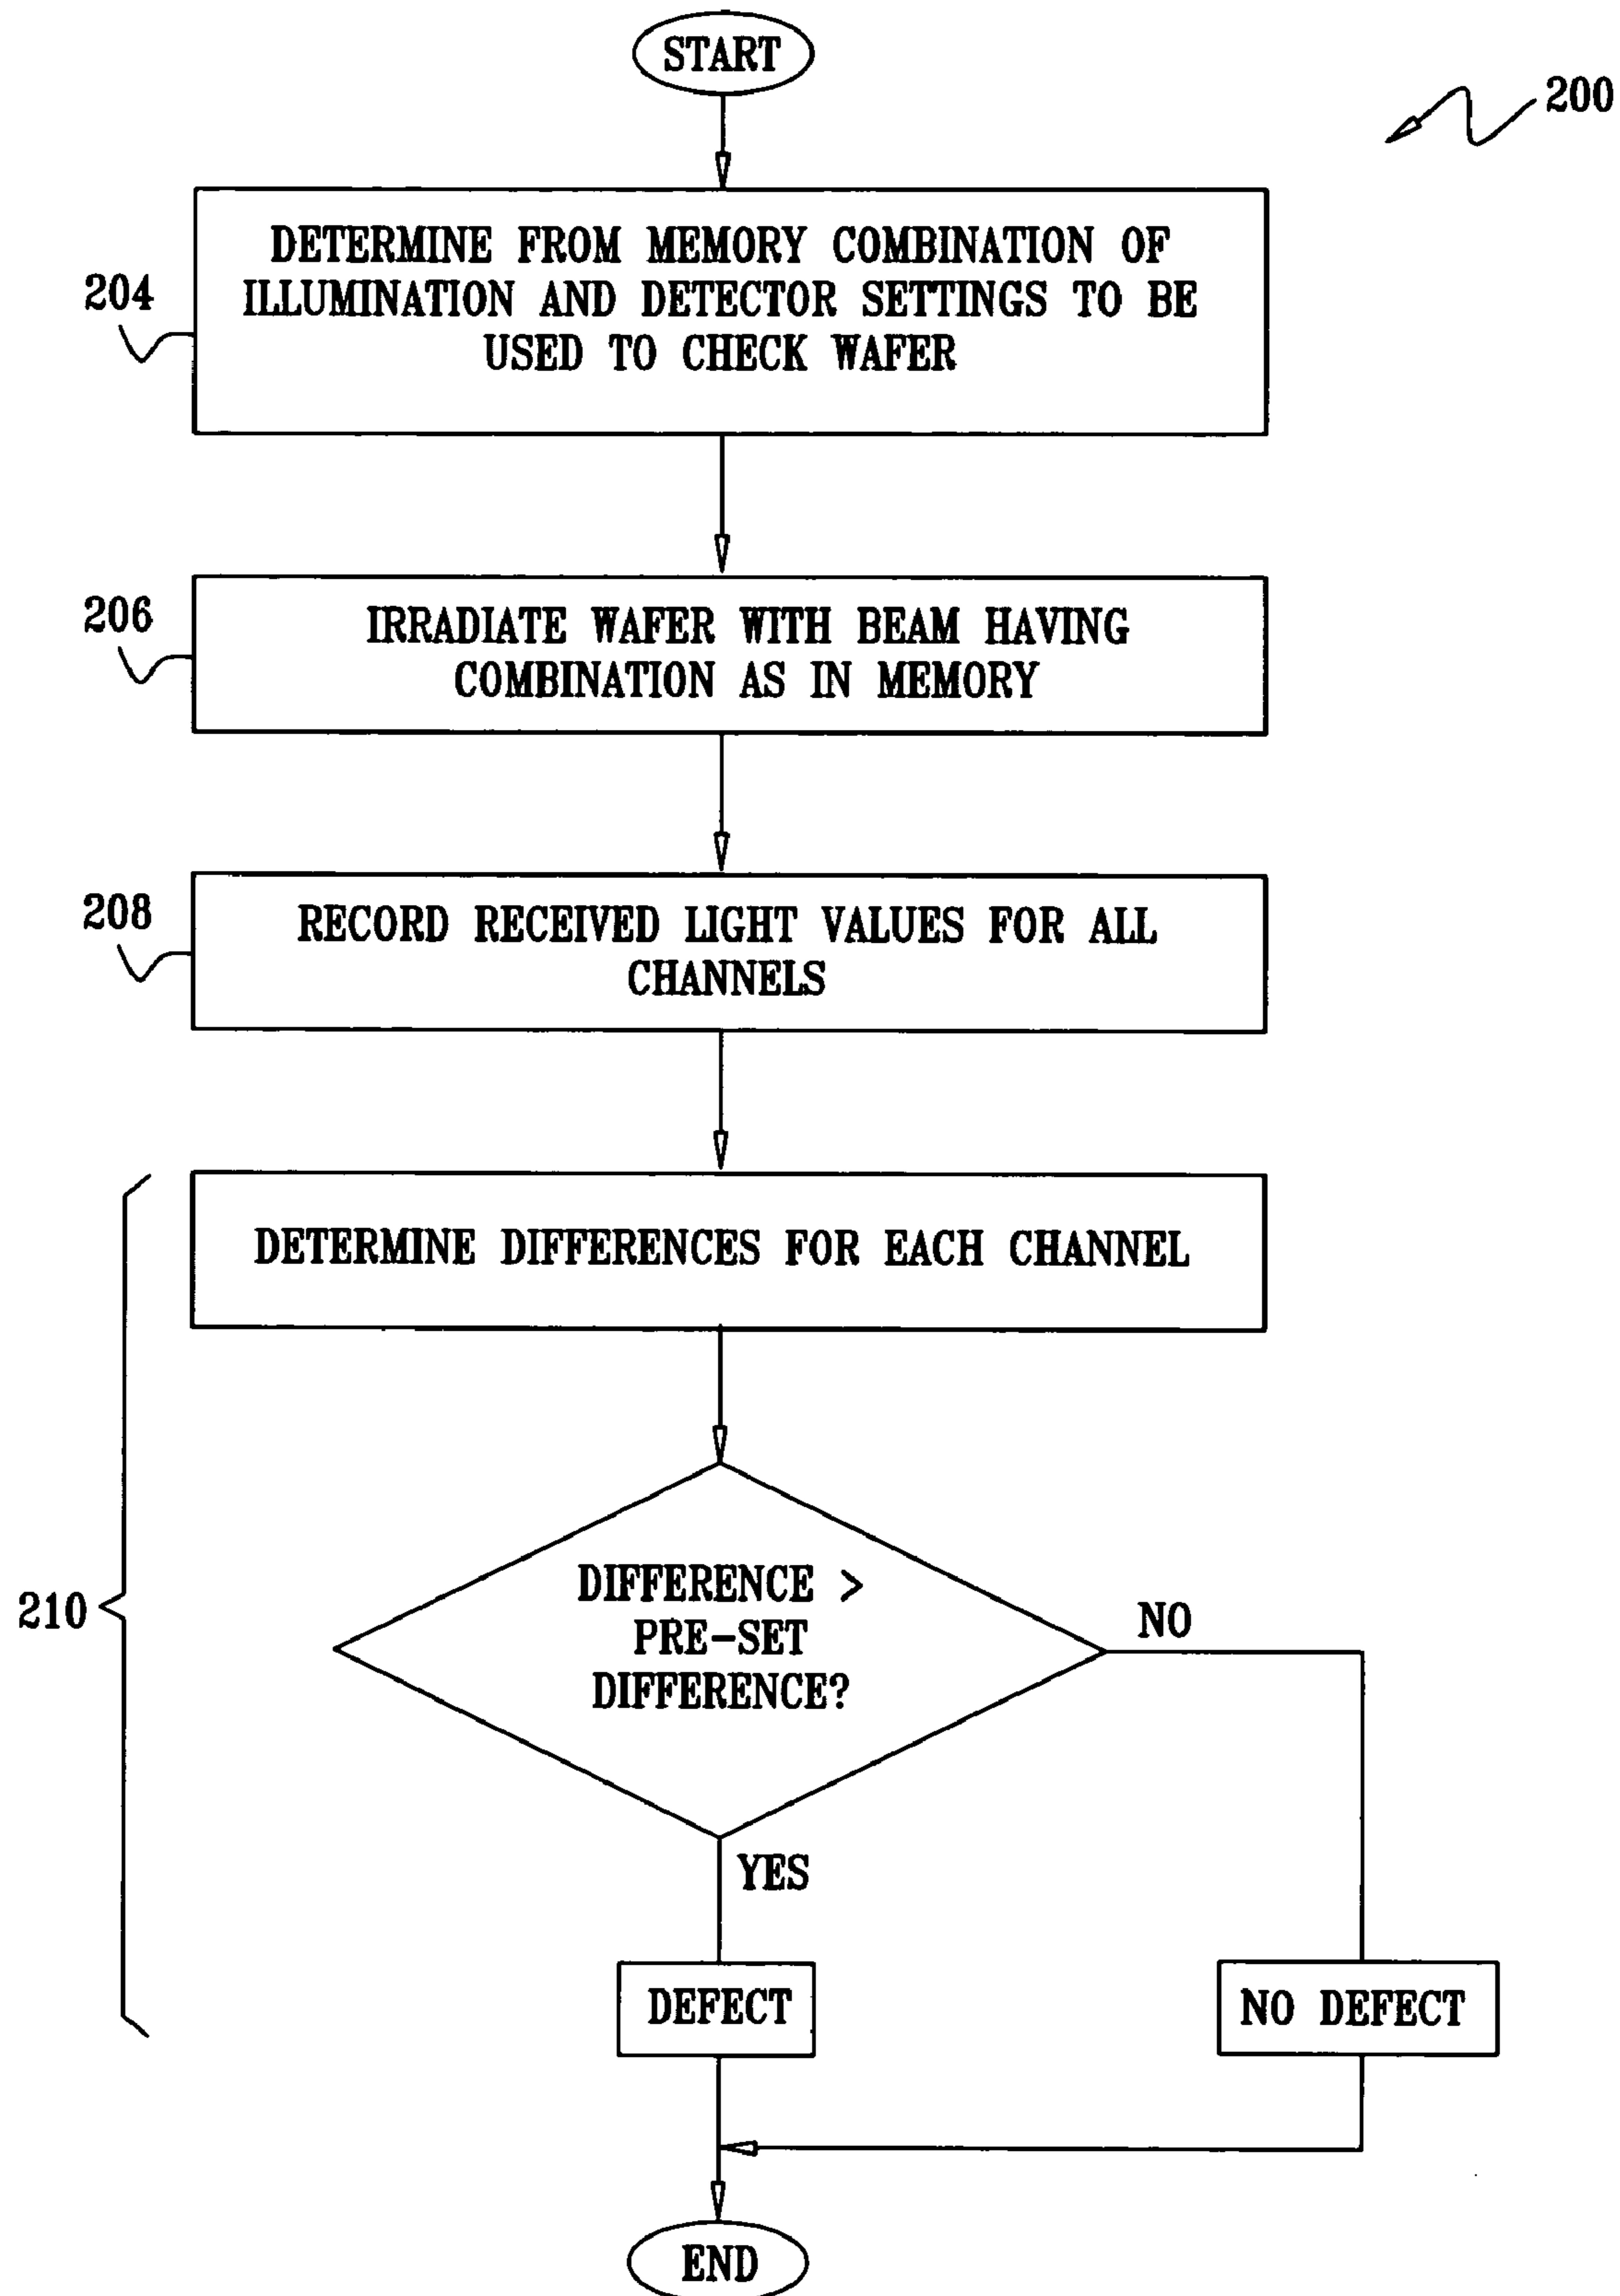 START
200
DETERMINE FROM MEMORY COMBINATION OF
ILLUMINATION AND DETECTOR SETTINGS TO BE
USED TO CHECK WAFER
204
IRRADIATE WAFER WITH BEAM HAVING
COMBINATION AS IN MEMORY
206
RECORD RECEIVED LIGHT VALUES FOR ALL
CHANNELS
208
DETERMINE DIFFERENCES FOR EACH CHANNEL
210
DIFFERENCE >
PRE-SET
DIFFERENCE?
NO
YES
DEFECT
NO DEFECT
END